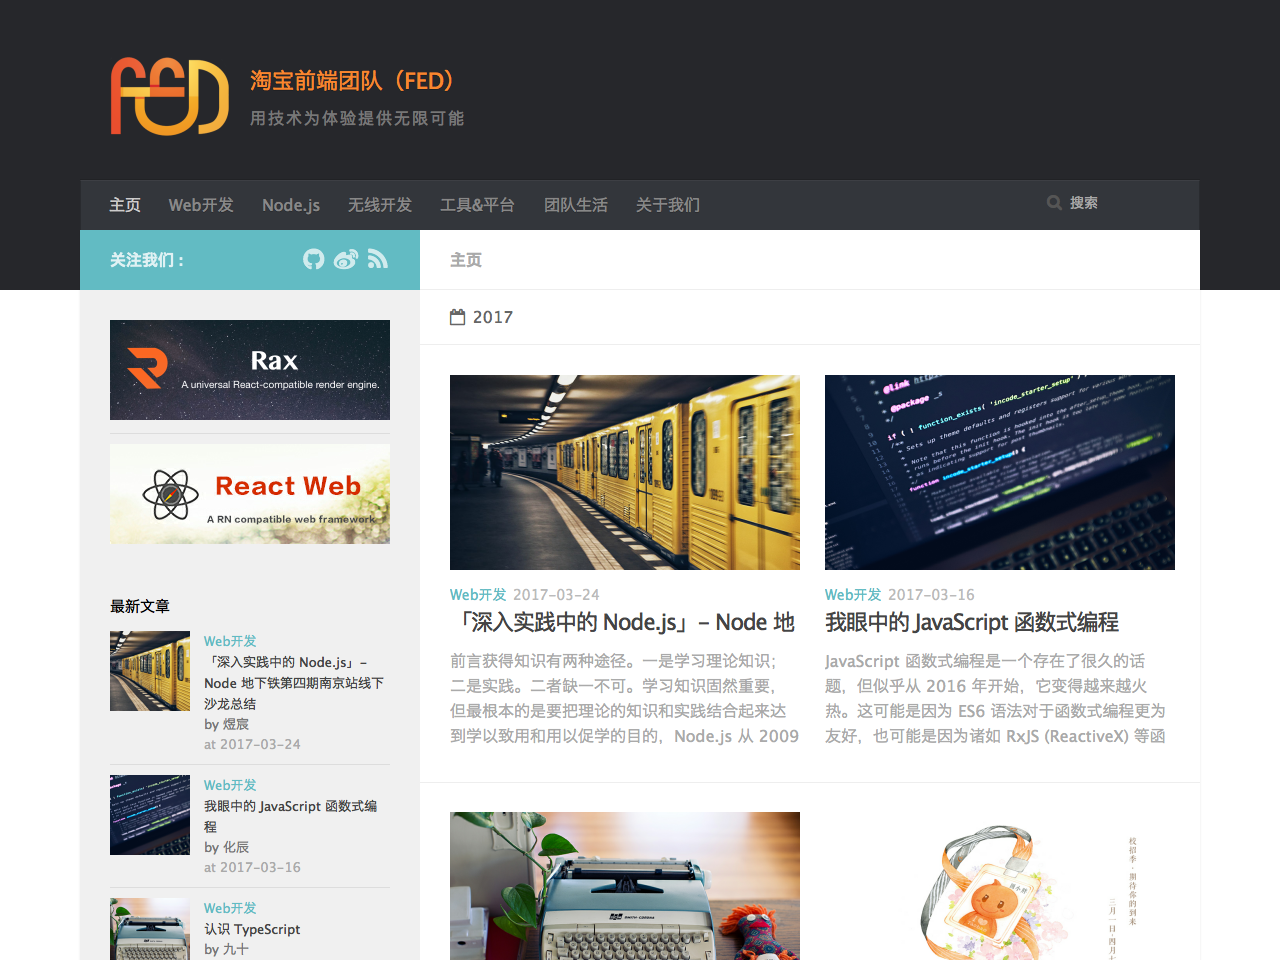 淘宝前端团队（FED）
用技术为体验提供无限可能
主页
Web开发
Node.js
无线开发
工具&平台
团队生活
关于我们
搜索
关注我们：
主页
2017
Rax
A universal React-compatible render engine.
React Web
A RN compatible web framework
最新文章
Web开发
「深入实践中的 Node.js」–
Node 地下铁第四期南京站线下
沙龙总结
by 煜宸
at 2017-03-24
Web开发
我眼中的 JavaScript 函数式编
程
by 化辰
at 2017-03-16
Web开发
认识 TypeScript
by 九十
Web开发 2017-03-24
「深入实践中的 Node.js」– Node 地
前言获得知识有两种途径。一是学习理论知识；
二是实践。二者缺一不可。学习知识固然重要，
但最根本的是要把理论的知识和实践结合起来达
到学以致用和用以促学的目的，Node.js 从 2009
Web开发 2017-03-16
我眼中的 JavaScript 函数式编程
JavaScript 函数式编程是一个存在了很久的话
题，但似乎从 2016 年开始，它变得越来越火
热。这可能是因为 ES6 语法对于函数式编程更为
友好，也可能是因为诸如 RxJS (ReactiveX) 等函
校招季·期待你的到来
三月一日-四月